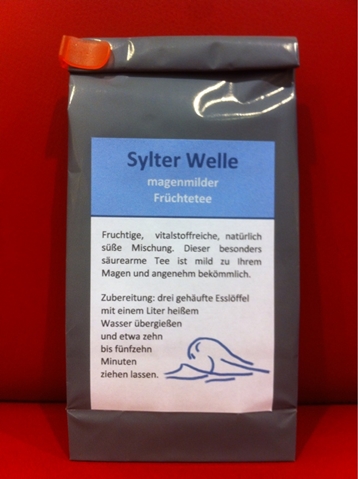 Sylter Welle
magenmilder
Früchtetee
Fruchtige, vitalstoffreiche, natürlich
süße Mischung. Dieser besonders
säurearme Tee ist mild zu Ihrem
Magen und angenehm bekömmlich.
Zubereitung: drei gehäufte Esslöffel
mit einem Liter heißem
Wasser übergießen
und etwa zehn
bis fünfzehn
Minuten
ziehen lassen.